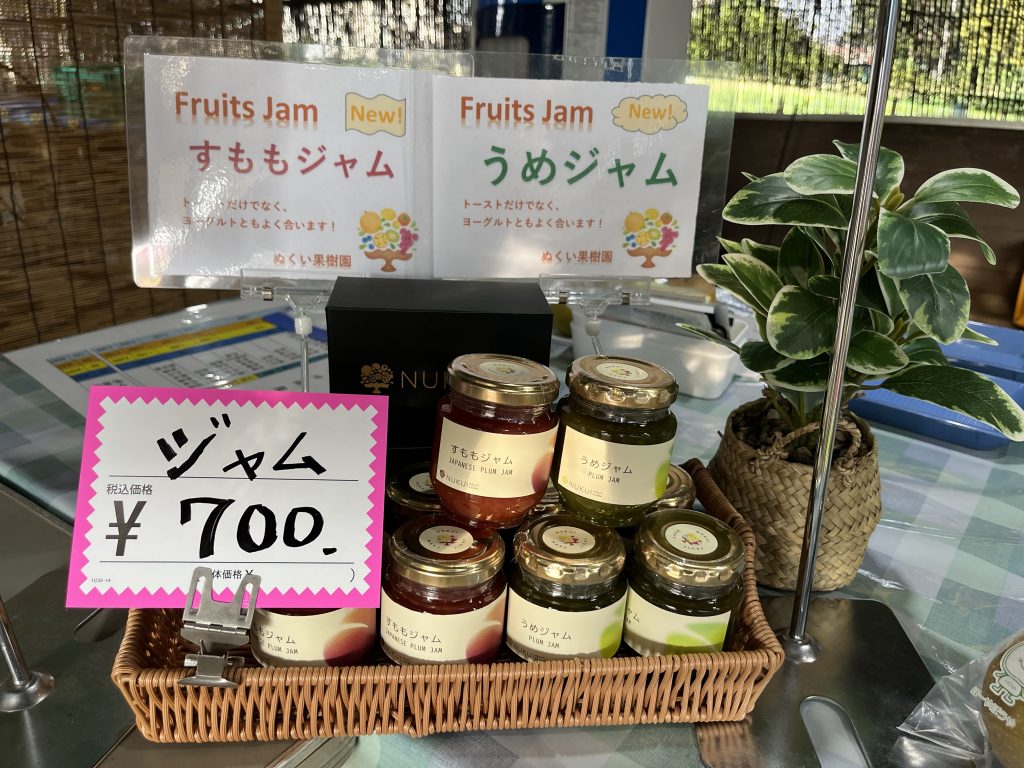 Fruits Jam
New!
すももジャム
トーストだけでなく、
ヨーグルトともよく合います！
ぬくい果樹園
Fruits Jam
New!
うめジャム
トーストだけでなく、
ヨーグルトともよく合います！
ぬくい果樹園
ジャム
税込価格
¥ 700.
体価格¥ )
すももジャム
JAPANESE PLUM JAM
NUKUI
うめジャム
PLUM JAM
NUKUI
すももジャム
JAPANESE PLUM JAM
すももジャム
JAPANESE PLUM JAM
うめジャム
PLUM JAM